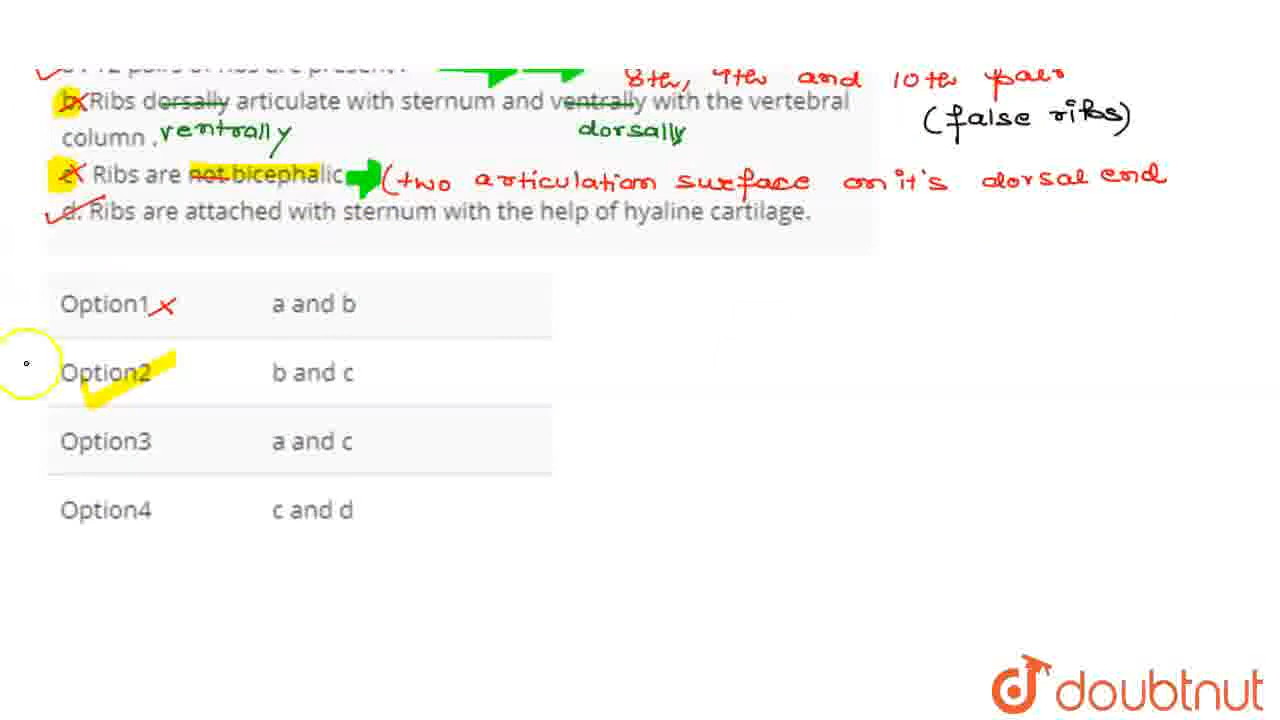 8th, 9th and 10th pair
b. Ribs dorsally articulate with sternum and ventrally with the vertebral
(false ribs)
column .
ventrally
dorsally
Ribs are not bicephalic
(two articulation surface on it's dorsal end
d. Ribs are attached with sternum with the help of hyaline cartilage.
Option1 a and b
Option2 b and c
Option3 a and c
Option4 c and d
doubtnut